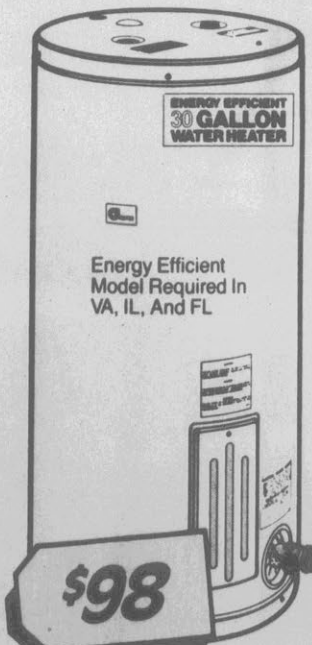 ENERGY EFFICIENT
30 GALLON
WATER HEATER
Energy Efficient
Model Required In
VA, IL, And FL
$98